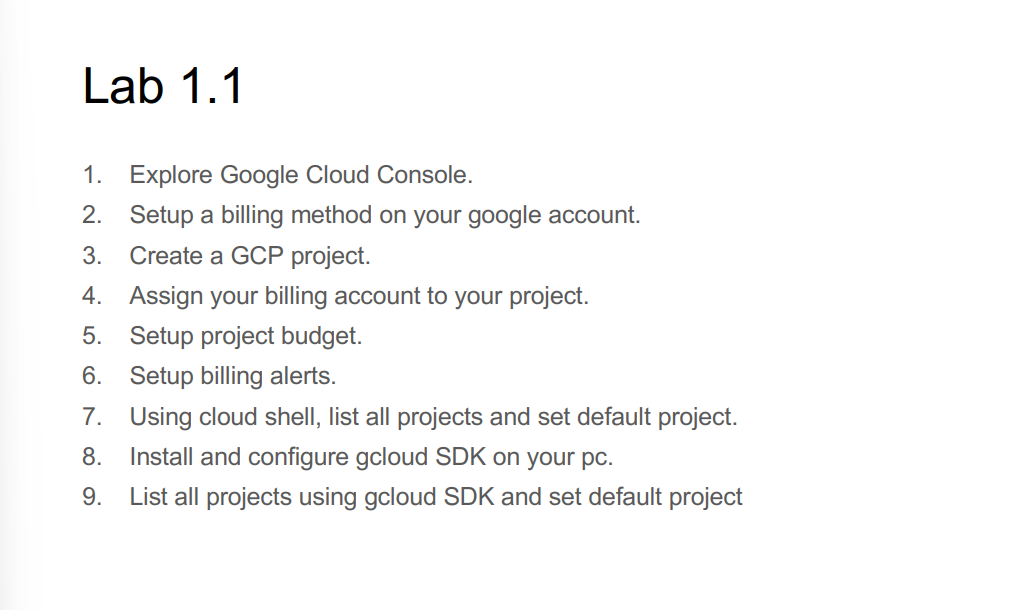 Lab 1.1
1. Explore Google Cloud Console.
2. Setup a billing method on your google account.
3. Create a GCP project.
4. Assign your billing account to your project.
5. Setup project budget.
6. Setup billing alerts.
7. Using cloud shell, list all projects and set default project.
8. Install and configure gcloud SDK on your pc.
9. List all projects using gcloud SDK and set default project